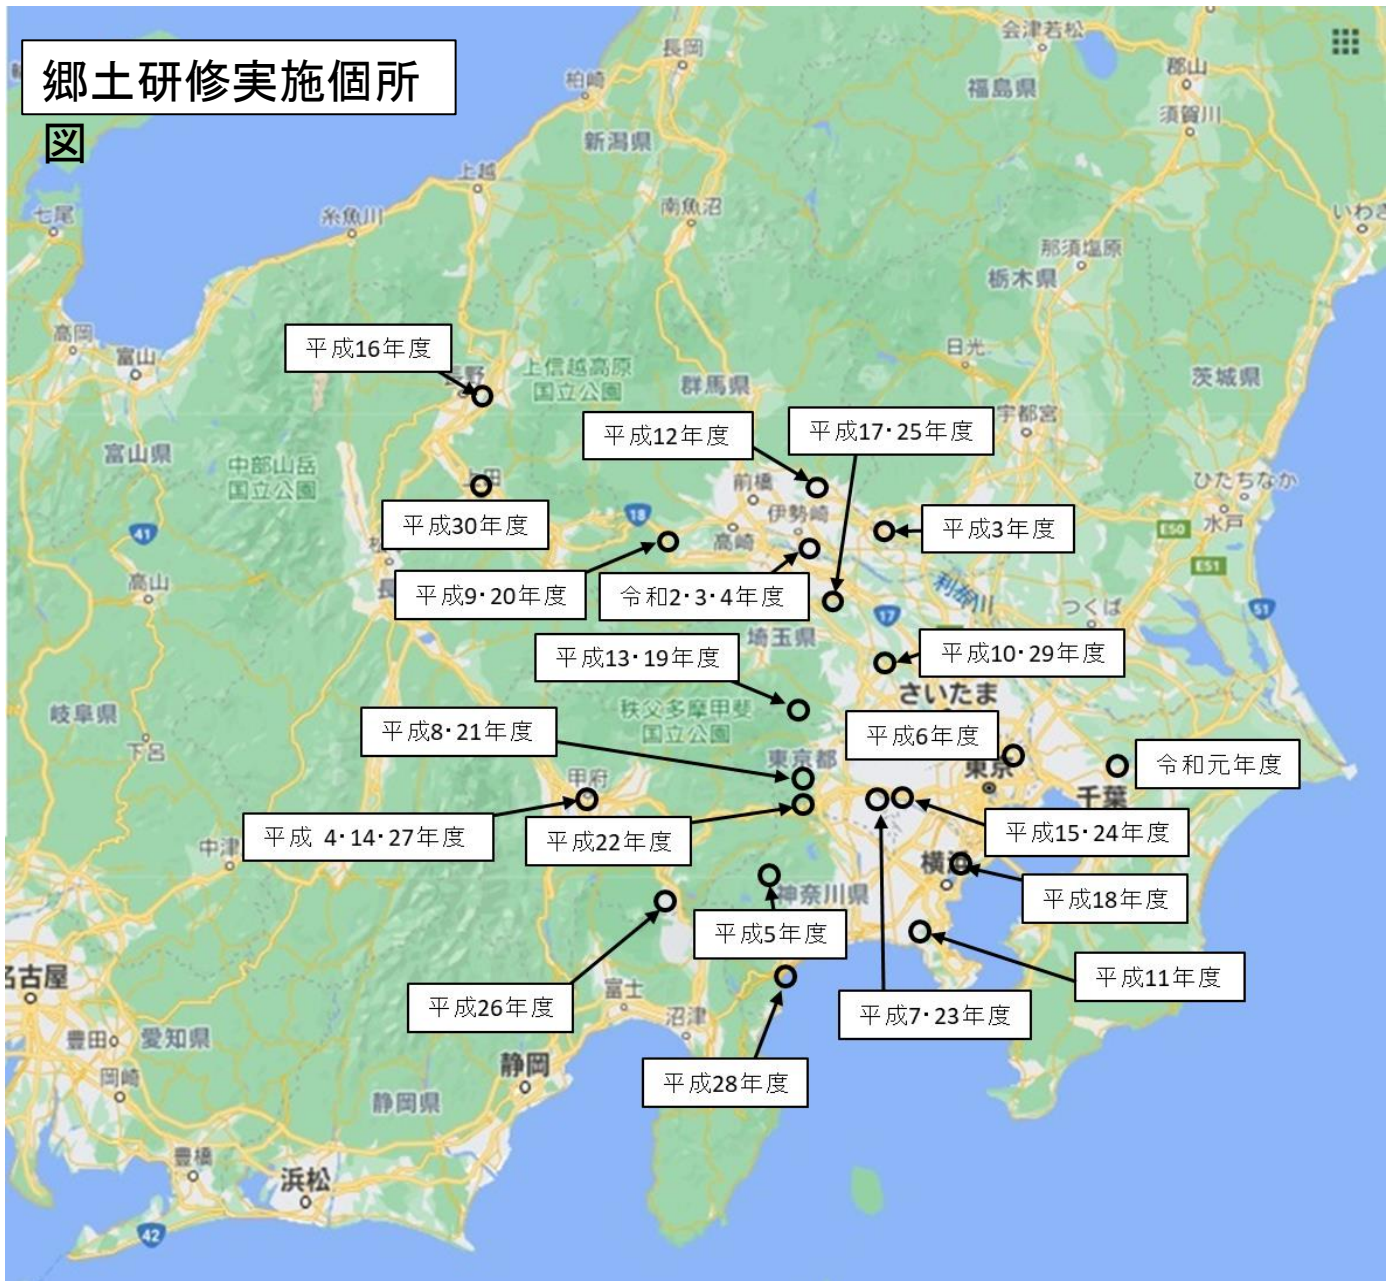 郷土研修実施個所
図
会津若松
長岡
郡山
柏崎
福島県
須賀川
新潟県
上越
南魚沼
七尾
糸魚川
那須塩原
栃木県
高岡
富山
平成16年度
日光
上信越高原
国立公園
群馬県
茨城県
平成12年度
平成17・25年度
宇都宮
富山県
中部山岳
国立公園
上田
前橋
ひたちなか
平成30年度
18
伊勢崎
平成3年度
水戸
E50
41
高崎
E51
高山
平成9・20年度
令和2・3・4年度
利根川
つくば
51
17
埼玉県
平成13・19年度
平成10・29年度
さいたま
岐阜県
秩父多摩甲斐
国立公園
平成8・21年度
平成6年度
下呂
東京都
東京
令和元年度
甲府
千葉
平成 4・14・27年度
平成22年度
平成15・24年度
中津
神奈川県
平成18年度
平成5年度
平成11年度
名古屋
平成26年度
富士
沼津
平成7・23年度
豊田
愛知県
岡崎
静岡
平成28年度
静岡県
豊橋
浜松
42